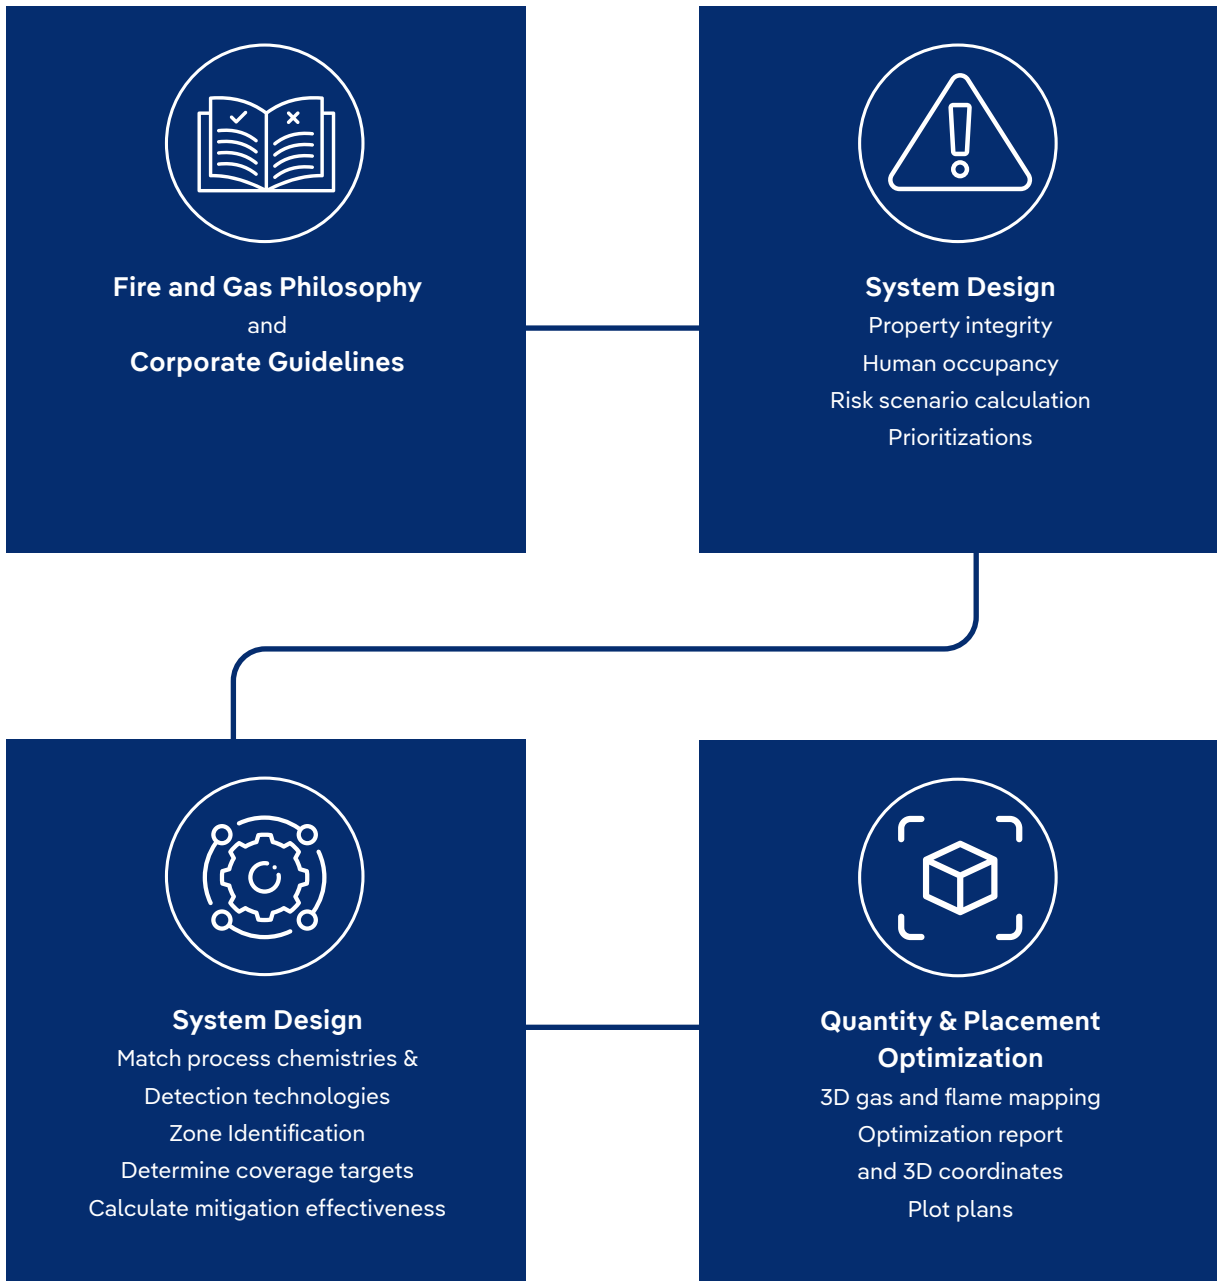 Fire and Gas Philosophy
and
Corporate Guidelines
System Design
Property integrity
Human occupancy
Risk scenario calculation
Prioritizations
System Design
Match process chemistries &
Detection technologies
Zone Identification
Determine coverage targets
Calculate mitigation effectiveness
Quantity & Placement
Optimization
3D gas and flame mapping
Optimization report
and 3D coordinates
Plot plans